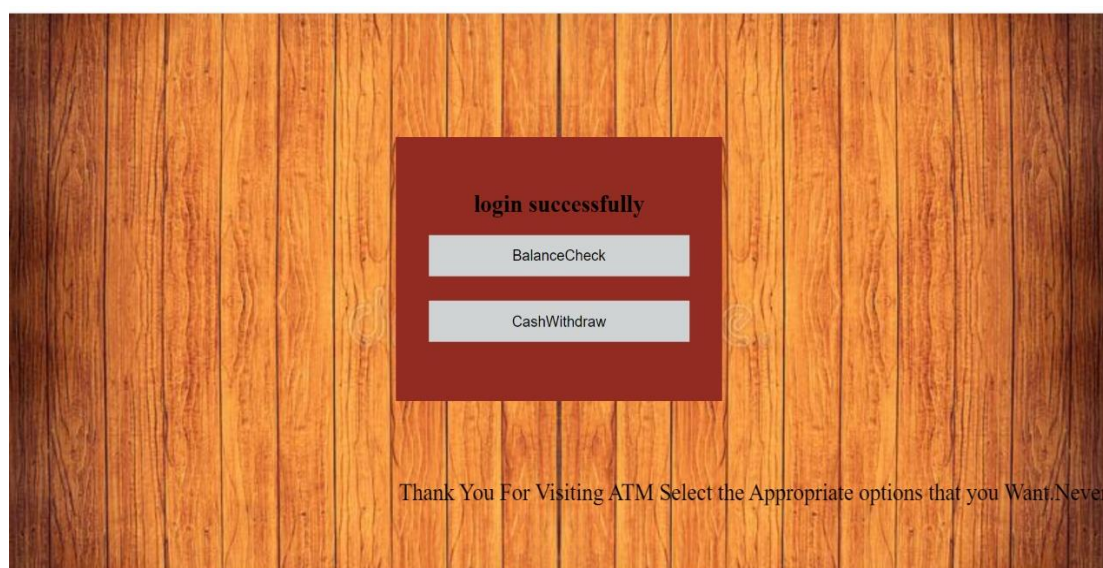 login successfully
BalanceCheck
CashWithdraw
Thank You For Visiting ATM Select the Appropriate options that you Want.Never